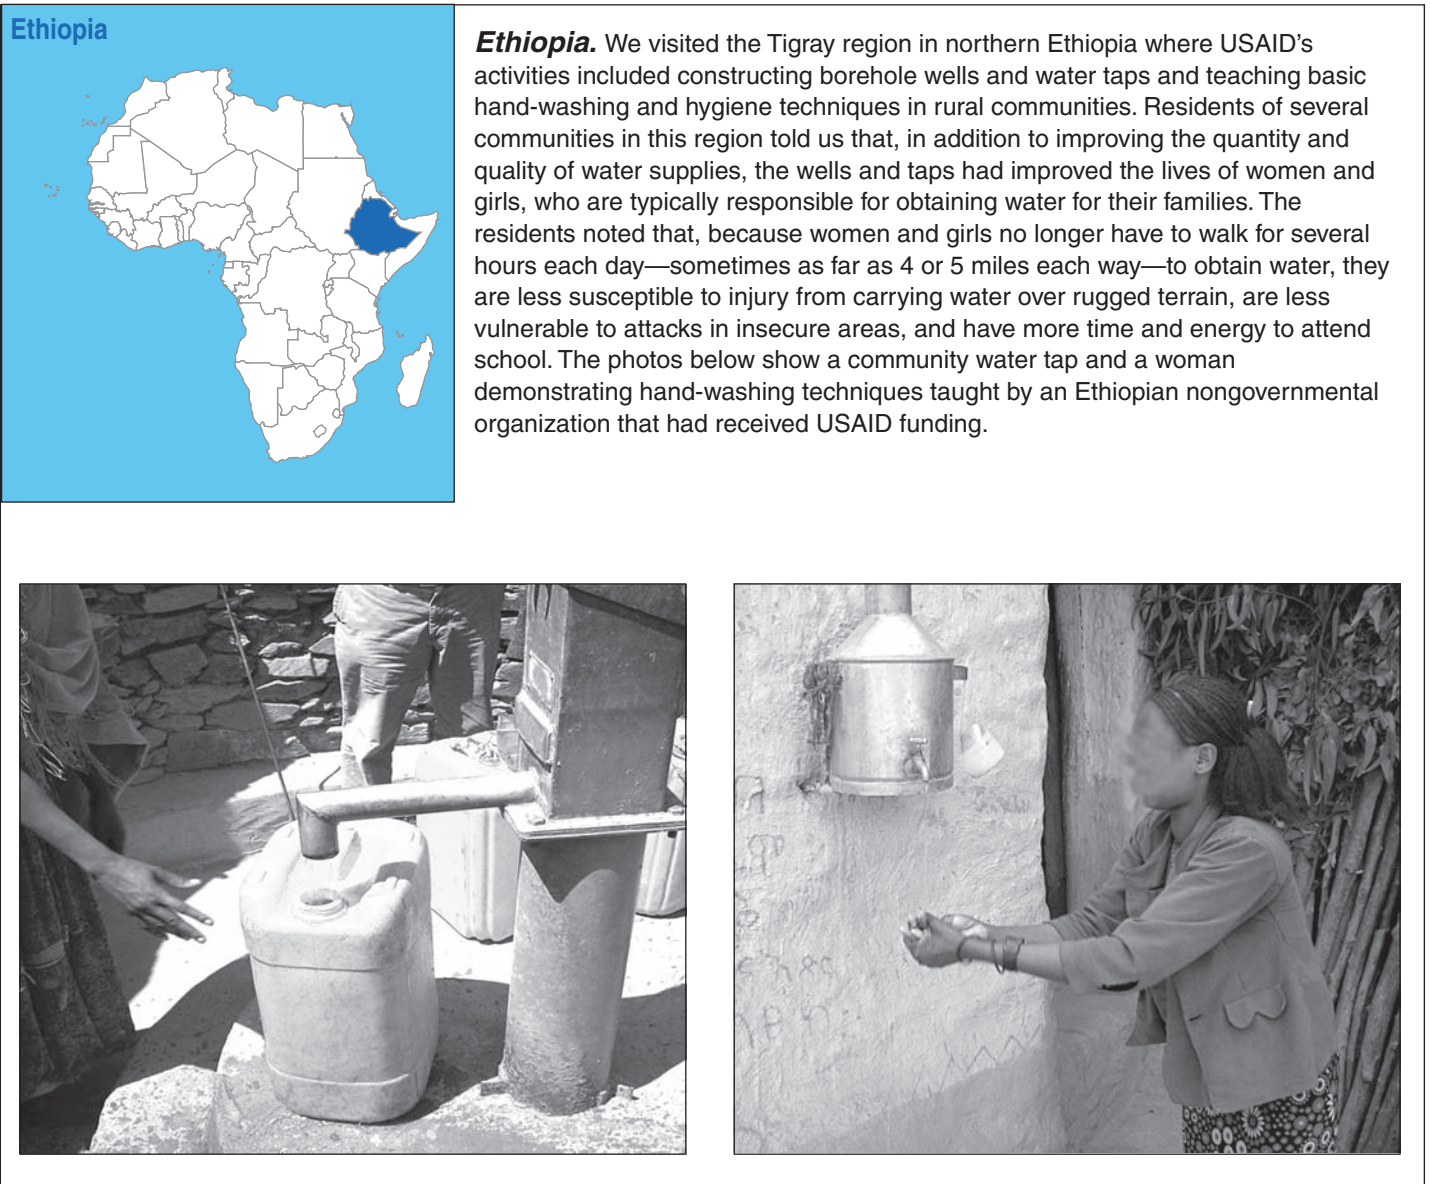 Ethiopia
Ethiopia. We visited the Tigray region in northern Ethiopia where USAID’s
activities included constructing borehole wells and water taps and teaching basic
hand-washing and hygiene techniques in rural communities. Residents of several
communities in this region told us that, in addition to improving the quantity and
quality of water supplies, the wells and taps had improved the lives of women and
girls, who are typically responsible for obtaining water for their families. The
residents noted that, because women and girls no longer have to walk for several
hours each day—sometimes as far as 4 or 5 miles each way—to obtain water, they
are less susceptible to injury from carrying water over rugged terrain, are less
vulnerable to attacks in insecure areas, and have more time and energy to attend
school. The photos below show a community water tap and a woman
demonstrating hand-washing techniques taught by an Ethiopian nongovernmental
organization that had received USAID funding.